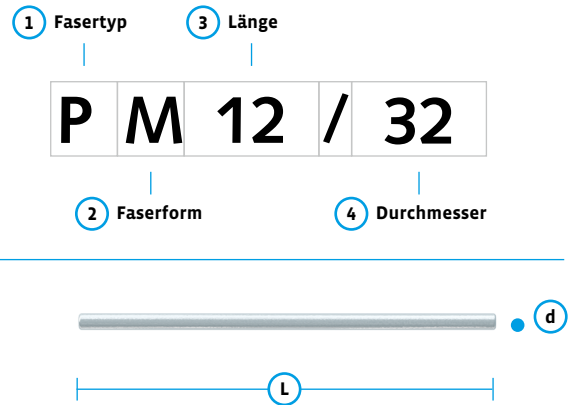 1 Fasertyp 3 Länge
P M 12 / 32
2 Faserform 4 Durchmesser
d
L